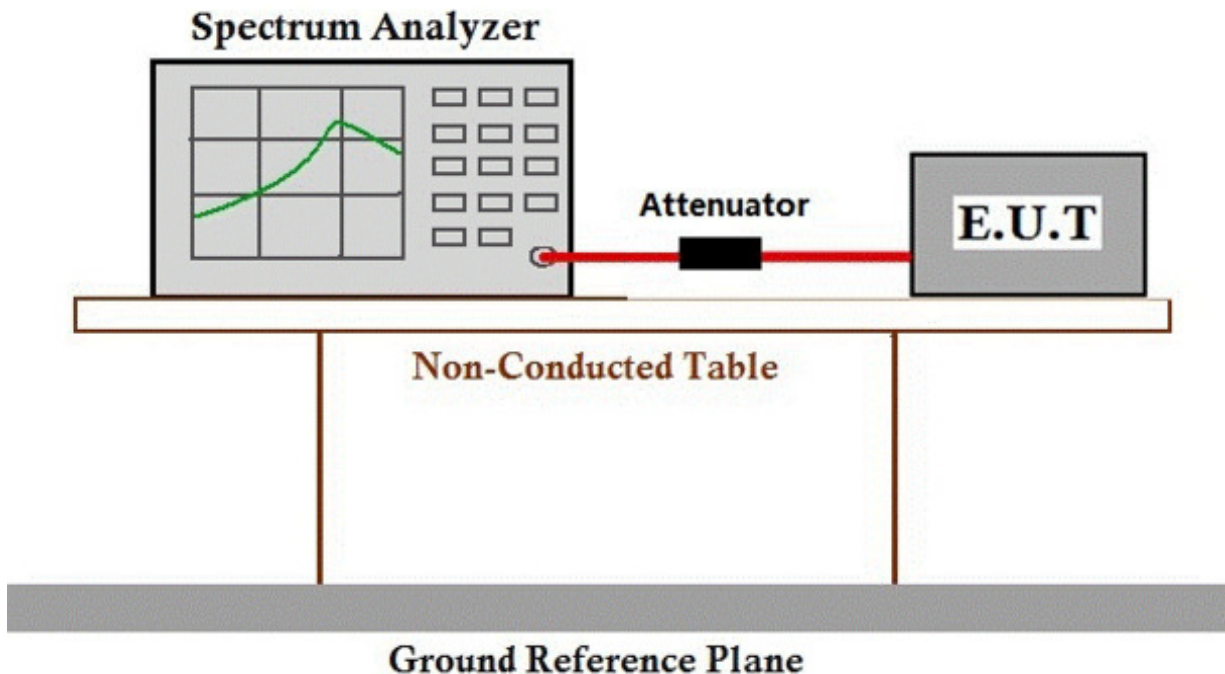 Spectrum Analyzer
Attenuator
E.U.T
Non-Conducted Table
Ground Reference Plane